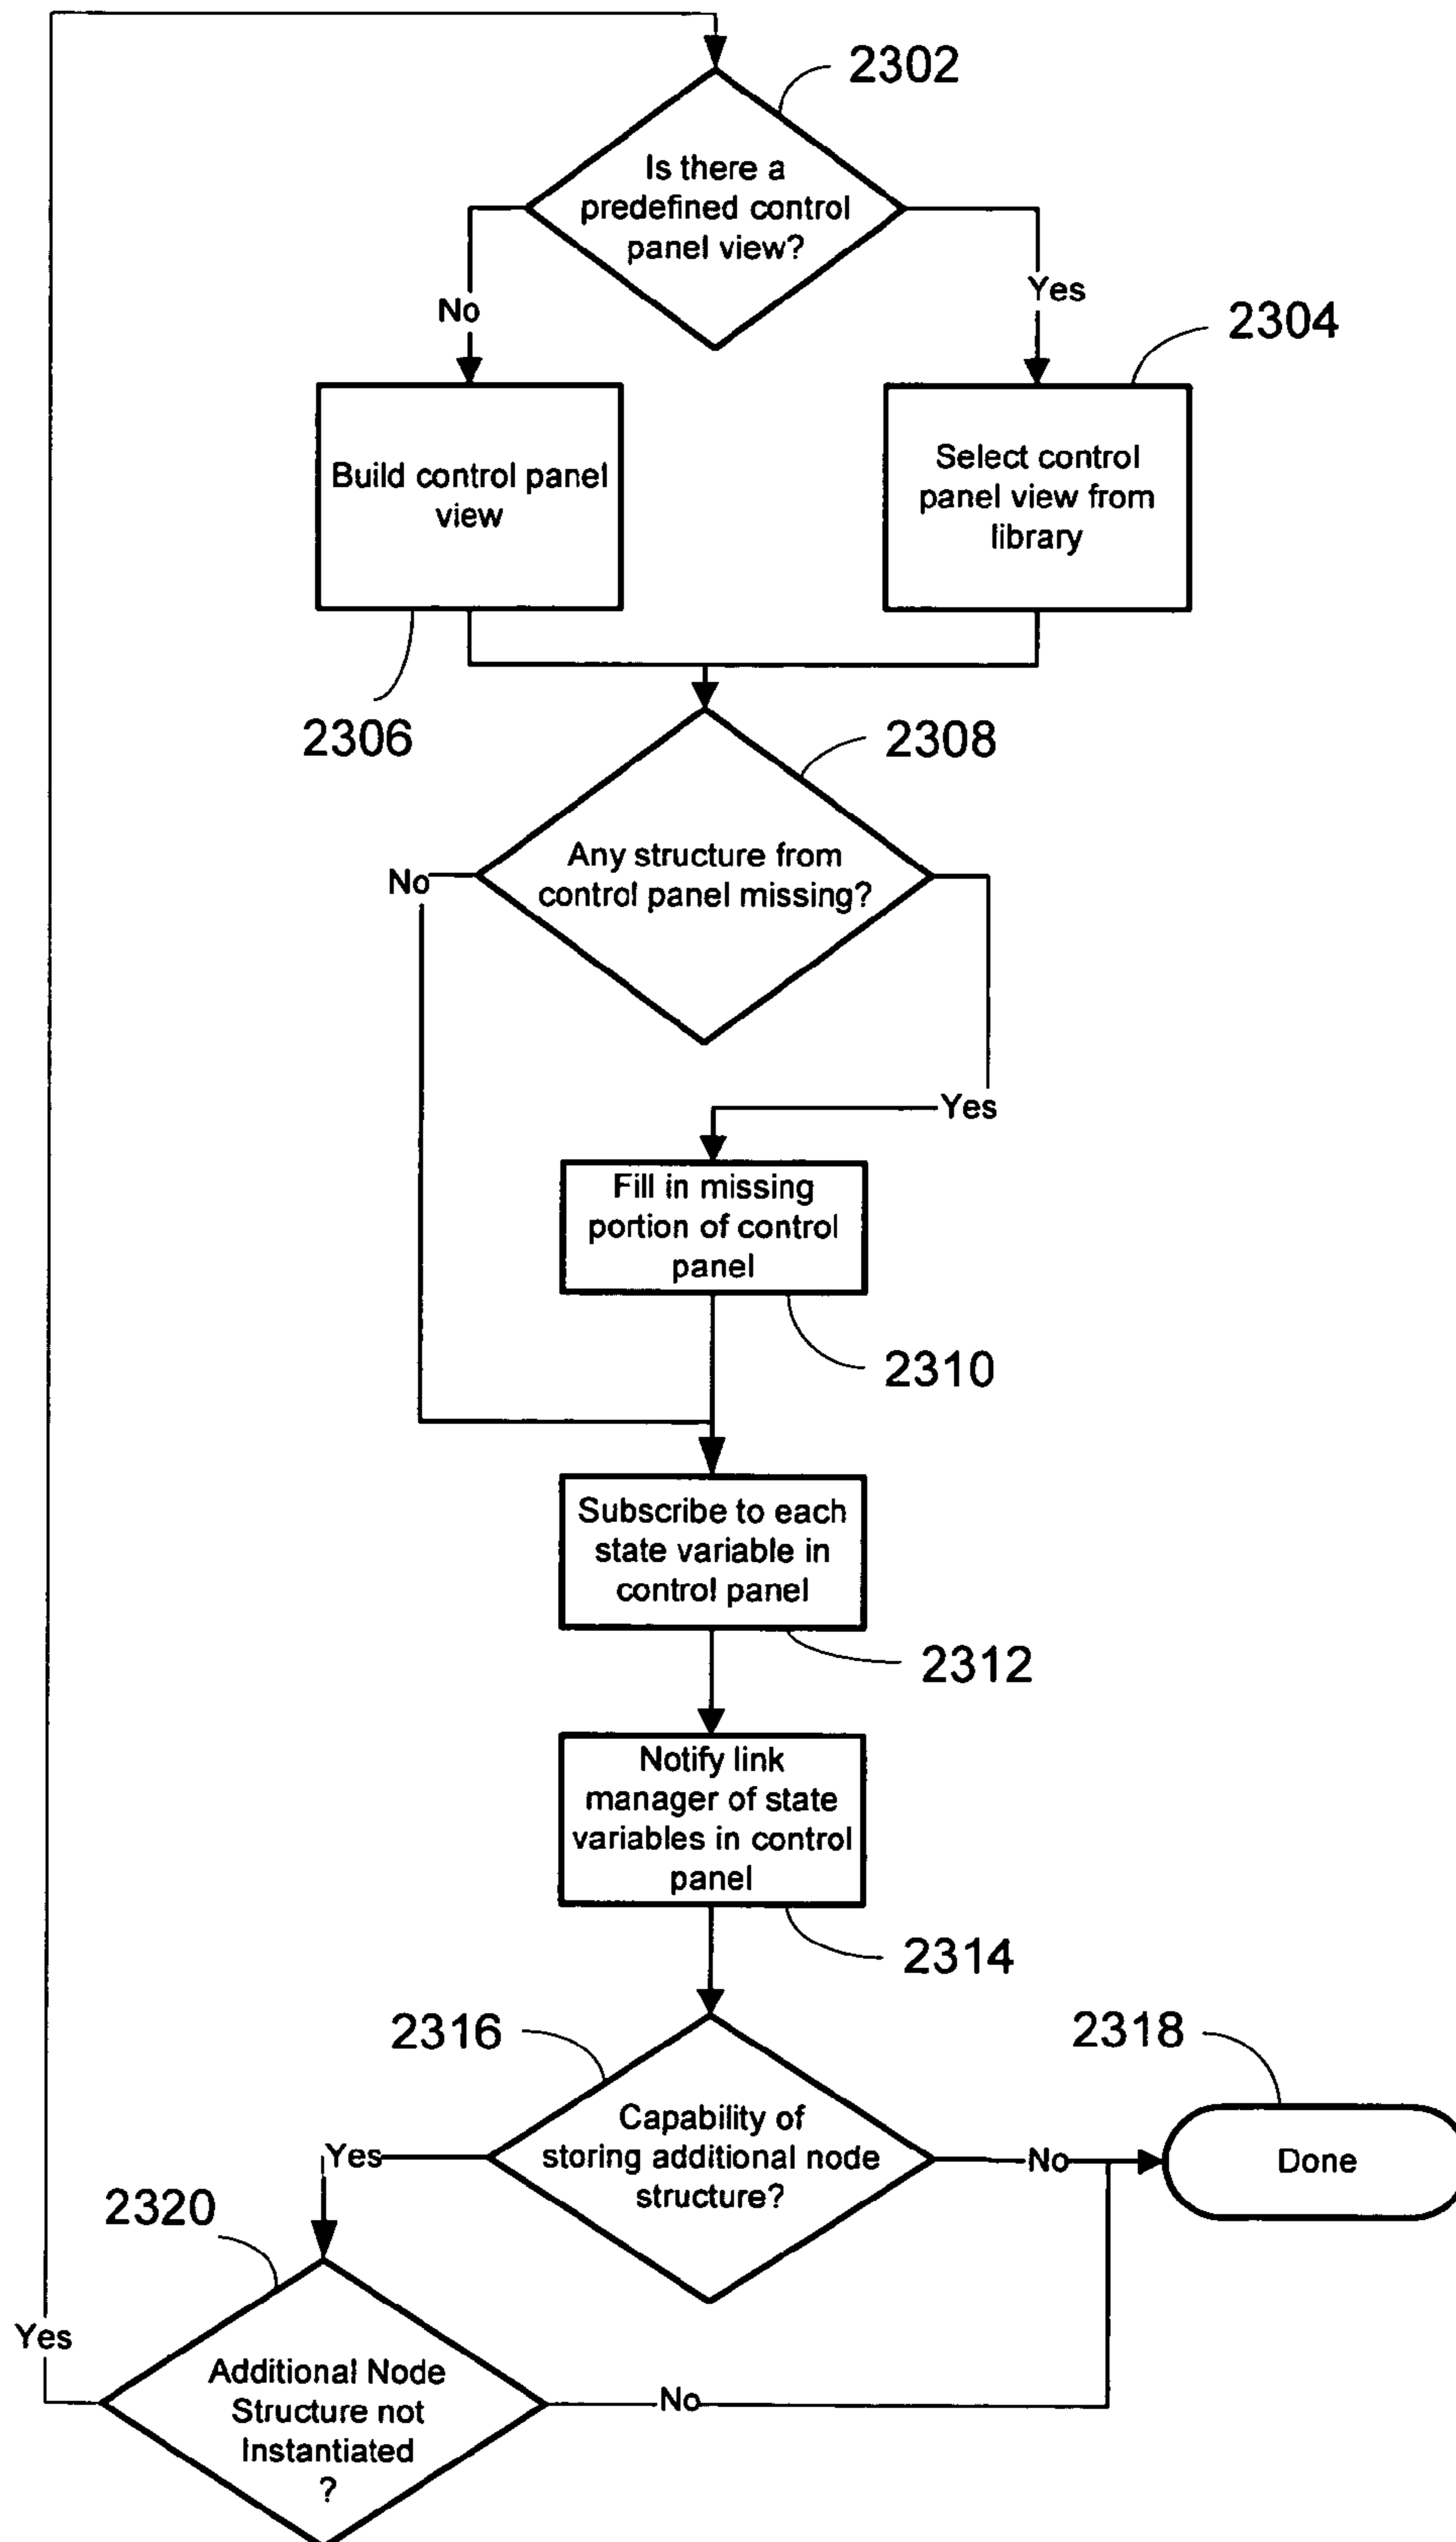 2302
Is there a
predefined control
panel view?
No
Yes
2304
Build control panel
view
Select control
panel view from
library
2306
2308
Any structure from
control panel missing?
No
Yes
Fill in missing
portion of control
panel
2310
Subscribe to each
state variable in
control panel
2312
Notify link
manager of state
variables in control
panel
2314
2316
2318
Capability of
storing additional node
structure?
Yes
No
Done
2320
Yes
Additional Node
Structure not
Instantiated
?
No